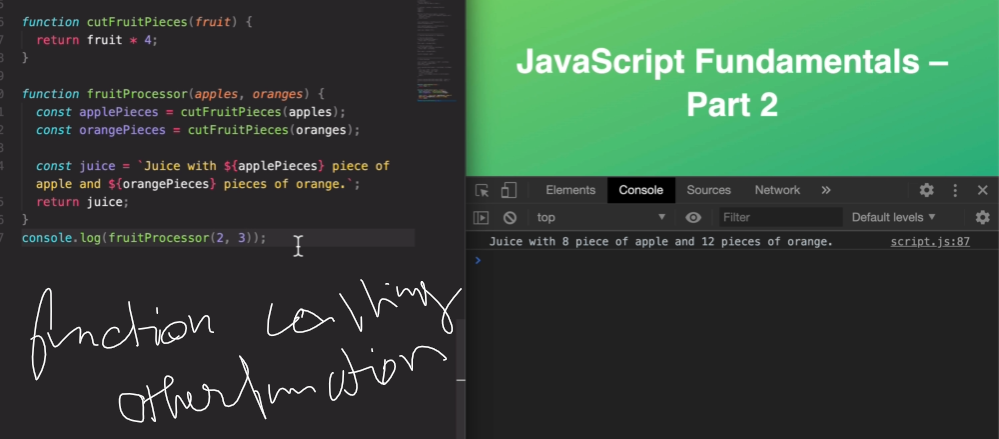 function cutFruitPieces(fruit) {
return fruit * 4;
}
function fruitProcessor(apples, oranges) {
const applePieces = cutFruitPieces(apples);
const orangePieces = cutFruitPieces(oranges);
const juice = `Juice with ${applePieces} piece of
apple and ${orangePieces} pieces of orange.`;
return juice;
}
console.log(fruitProcessor(2, 3));
function calling
other function
JavaScript Fundamentals –
Part 2
Elements Console Sources Network »
top Filter Default levels ▼
Juice with 8 piece of apple and 12 pieces of orange. script.js:87